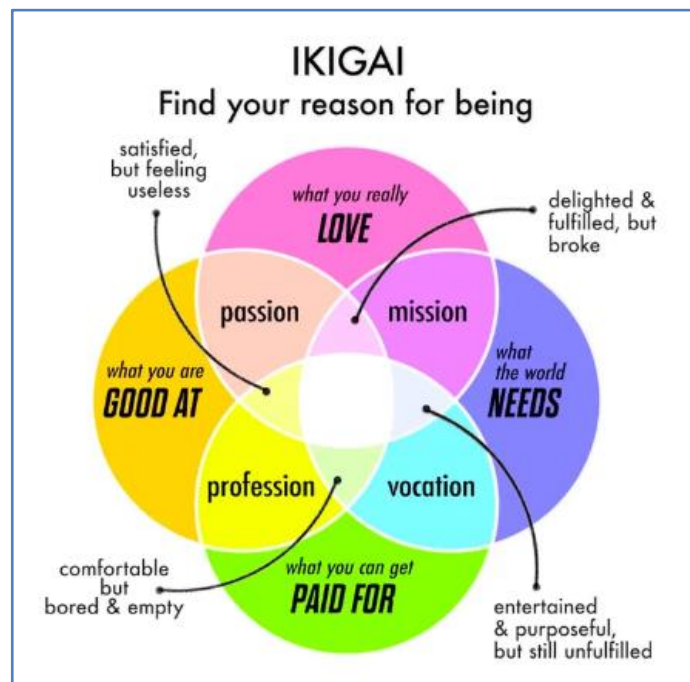 IKIGAI
Find your reason for being
satisfied,
but feeling
useless
what you really
LOVE
delighted &
fulfilled, but
broke
passion
mission
what you are
GOOD AT
what
the world
NEEDS
profession
vocation
what you can get
PAID FOR
comfortable
but
bored & empty
entertained
& purposeful,
but still unfulfilled